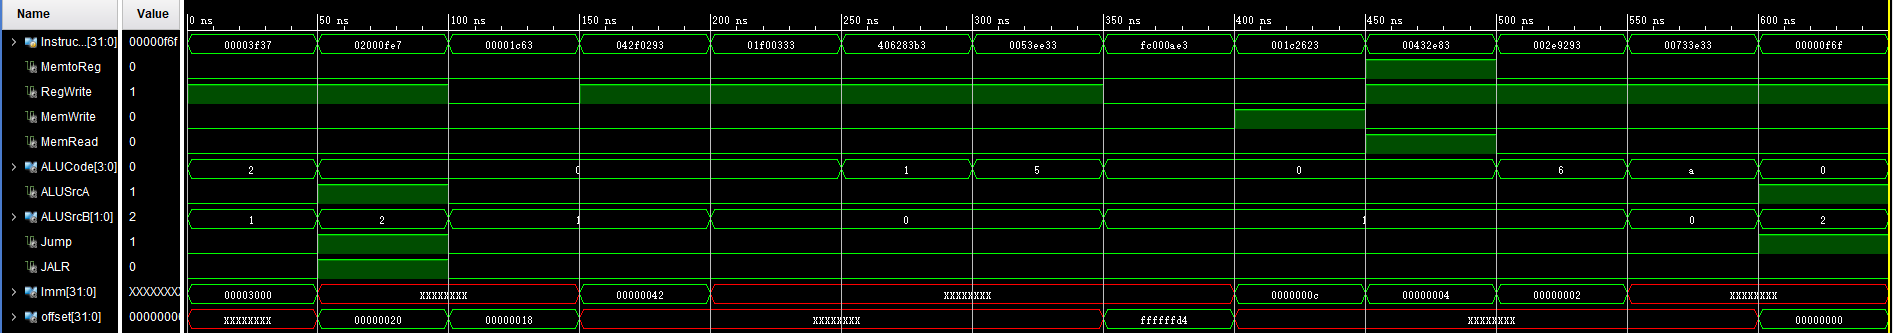 Name Value 0 ns 50 ns 100 ns 150 ns 200 ns 250 ns 300 ns 350 ns 400 ns 450 ns 500 ns 550 ns 600 ns
Instruc...[31:0] 00000f6f 00003f37 02000fe7 00001c63 042f0293 01f00333 406283b3 0053ee33 fc000ae3 001c2623 00432e83 002e9293 00733e33 00000f6f
MemtoReg 0
RegWrite 1
MemWrite 0
MemRead 0
ALUCode[3:0] 0 2 0 1 5 0 6 a 0
ALUSrcA 1
ALUSrcB[1:0] 2 1 2 1 0 1 0 2
Jump 1
JALR 0
Imm[31:0] XXXXXXXX 00003000 XXXXXXXX 00000042 XXXXXXXX 0000000c 00000004 00000002 XXXXXXXX
offset[31:0] 00000000 XXXXXXXX 00000020 00000018 XXXXXXXX ffffffd4 XXXXXXXX 00000000